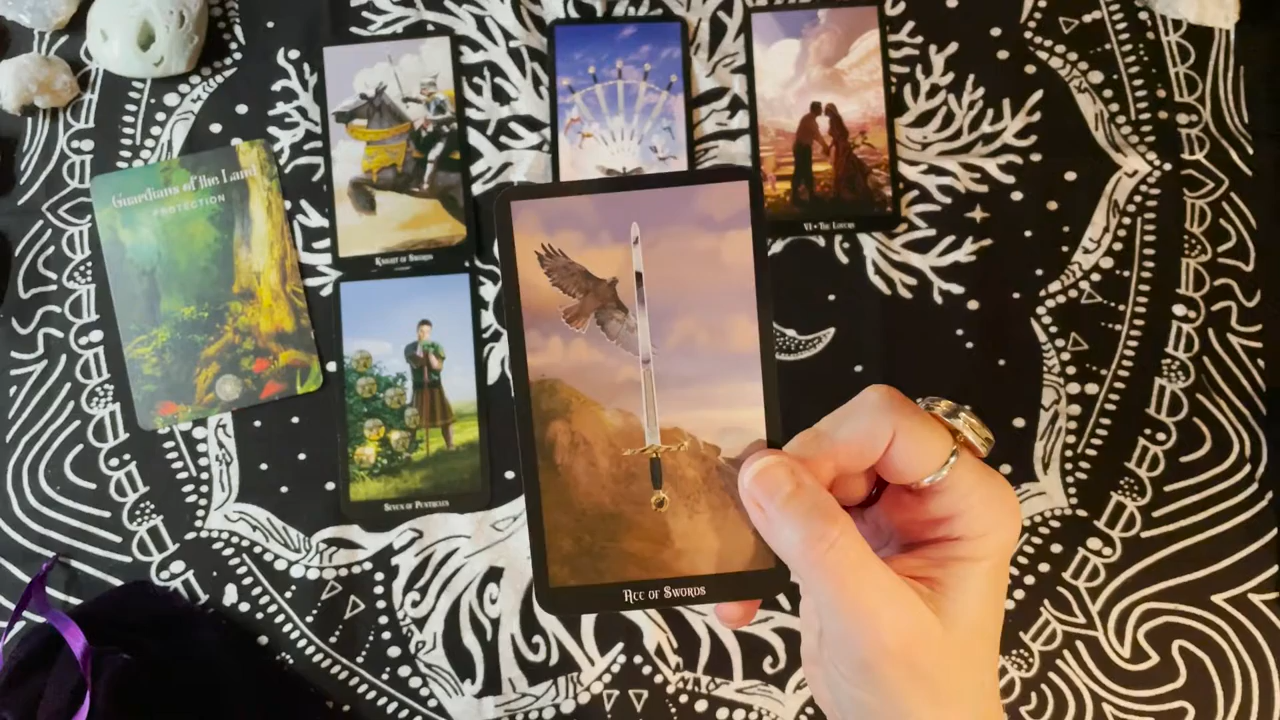 Guardians of the Land
PROTECTION
Knight of Swords
VI • The Lovers
Seven of Pentacles
Ace of Swords